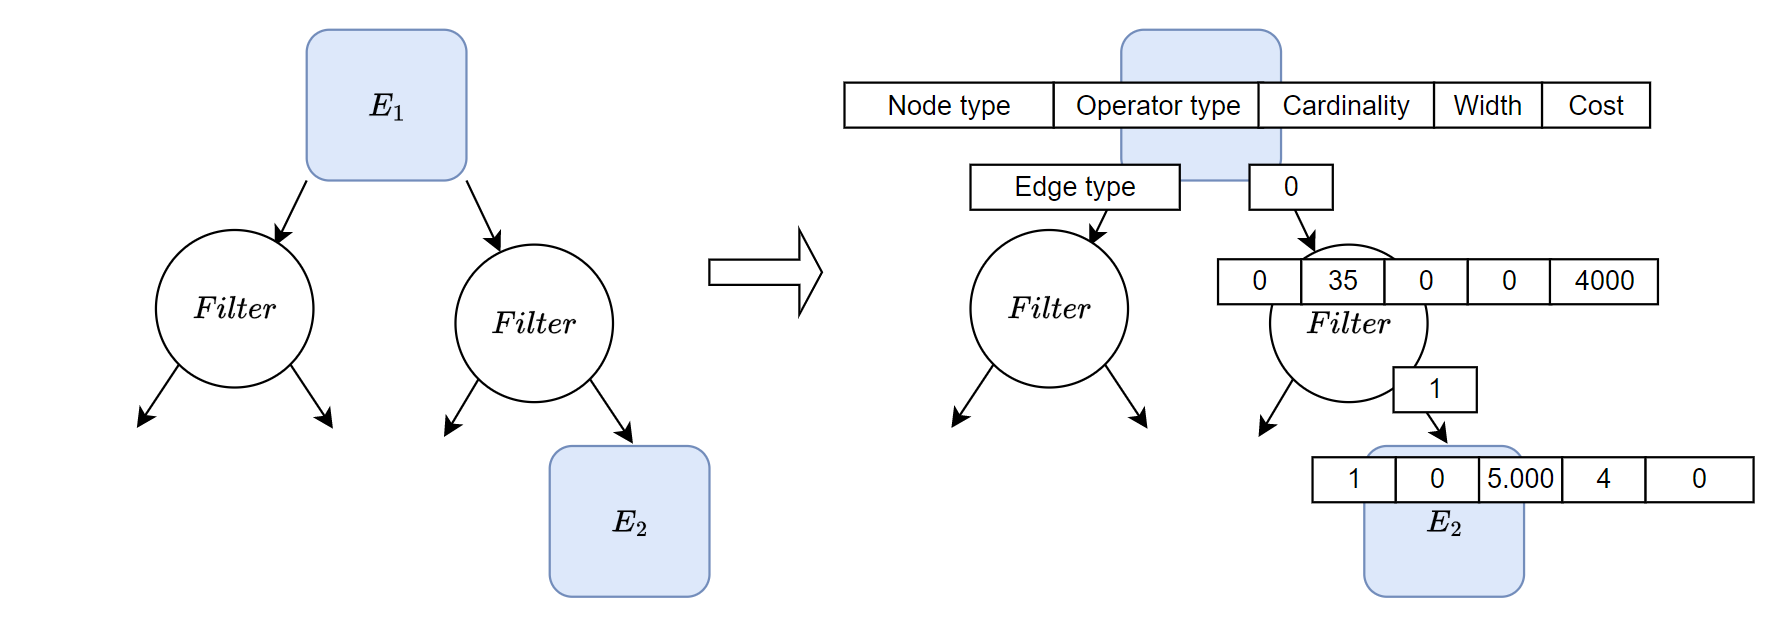 E₁
Filter
Filter
E₂
Node type Operator type Cardinality Width Cost
Edge type 0
0 35 0 0 4000
Filter
Filter
1
1 0 5.000 4 0
E₂